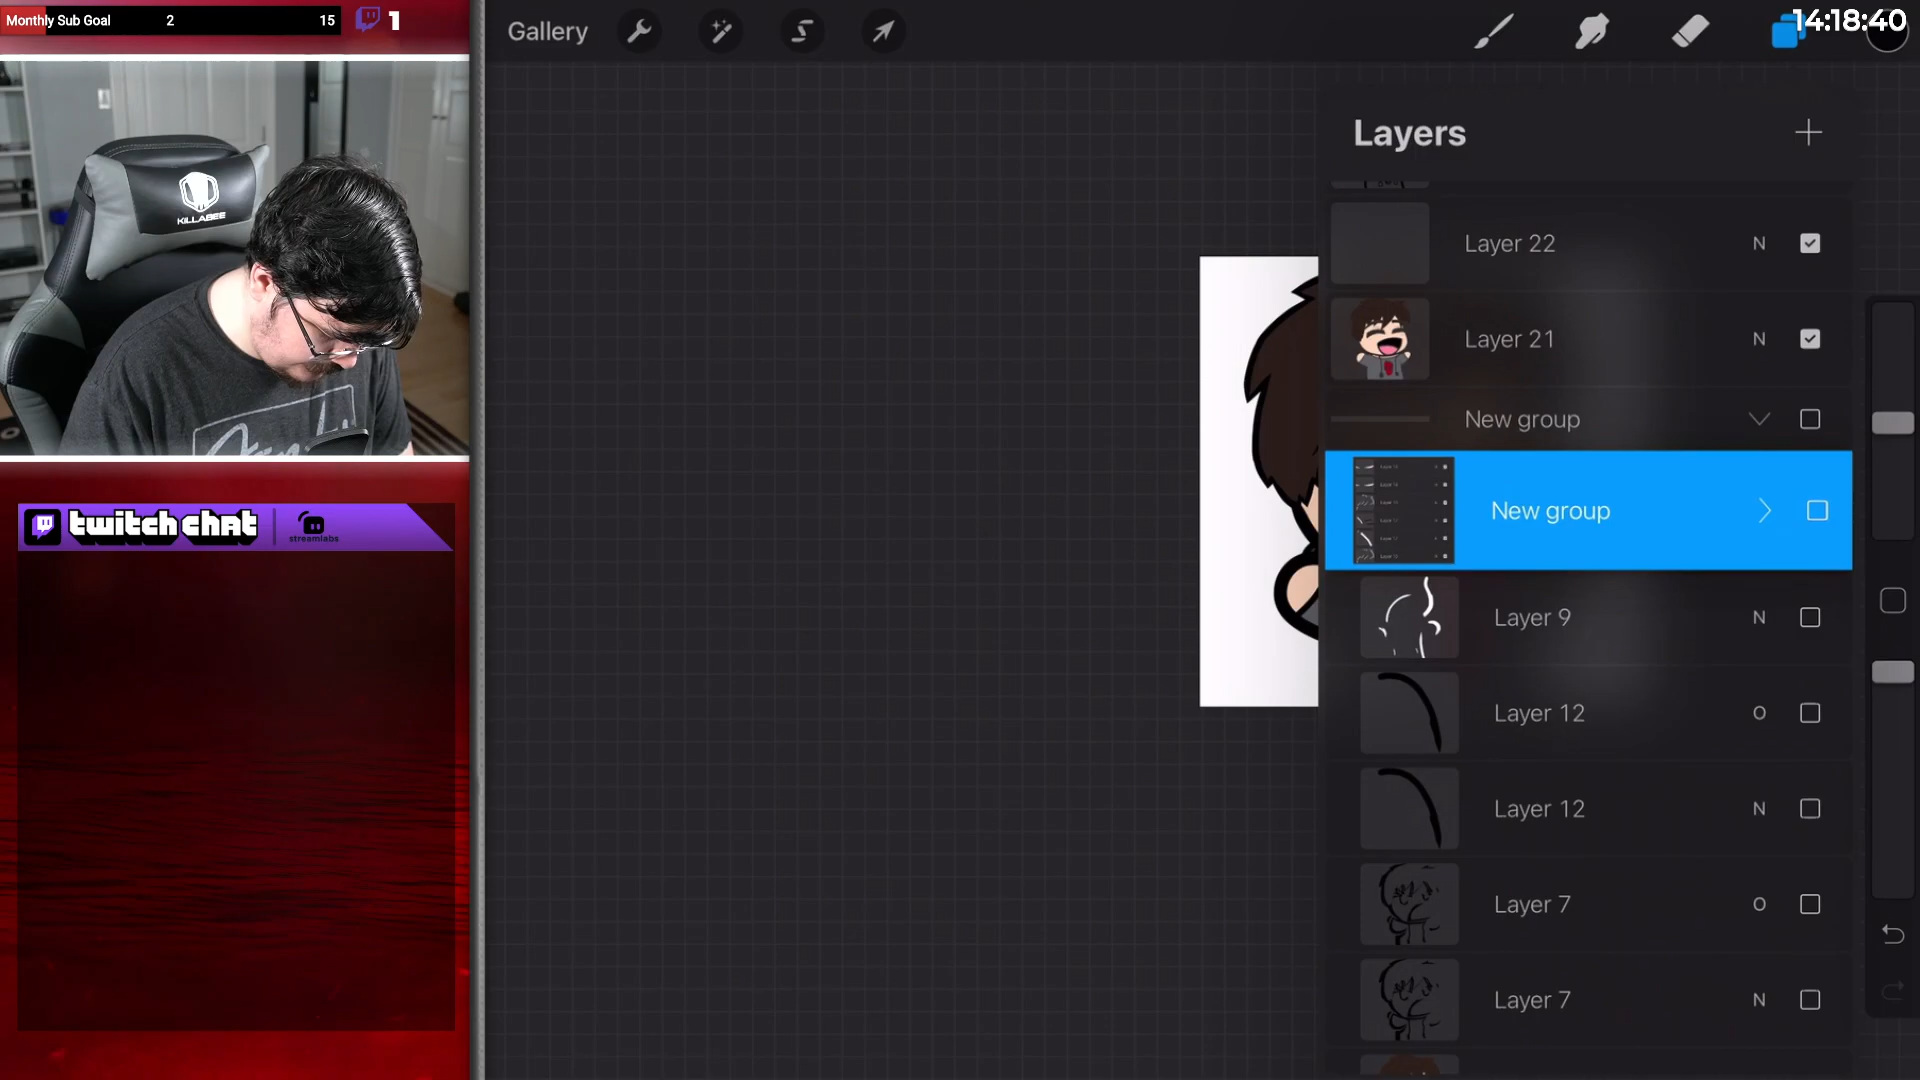 Monthly Sub Goal 2 15 1
Gallery
14:18:40
KILLABEE
twitch chat
streamlabs
Layers
Layer 22 N
Layer 21 N
New group
New group
Layer 9 N
Layer 12 O
Layer 12 N
Layer 7 O
Layer 7 N